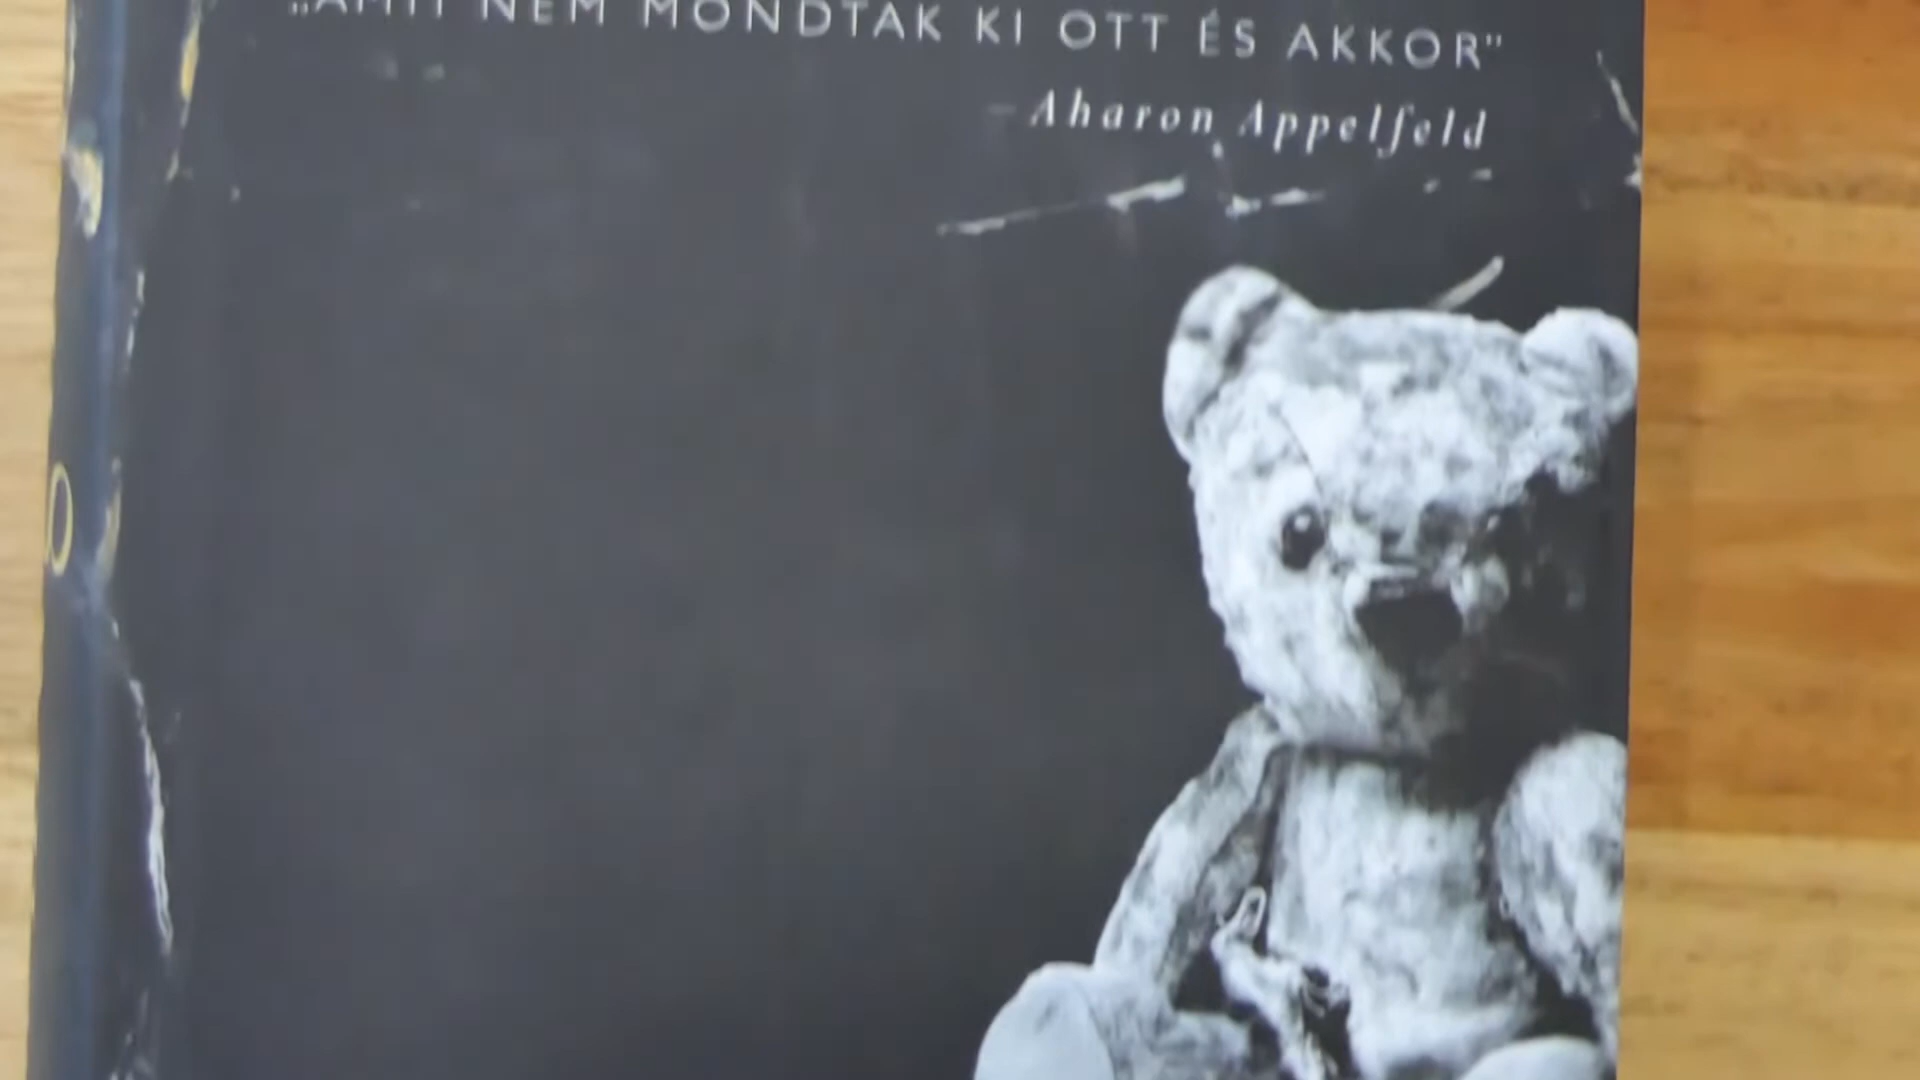 „AMIT NEM MONDTAK KI OTT ÉS AKKOR”
– Aharon Appelfeld